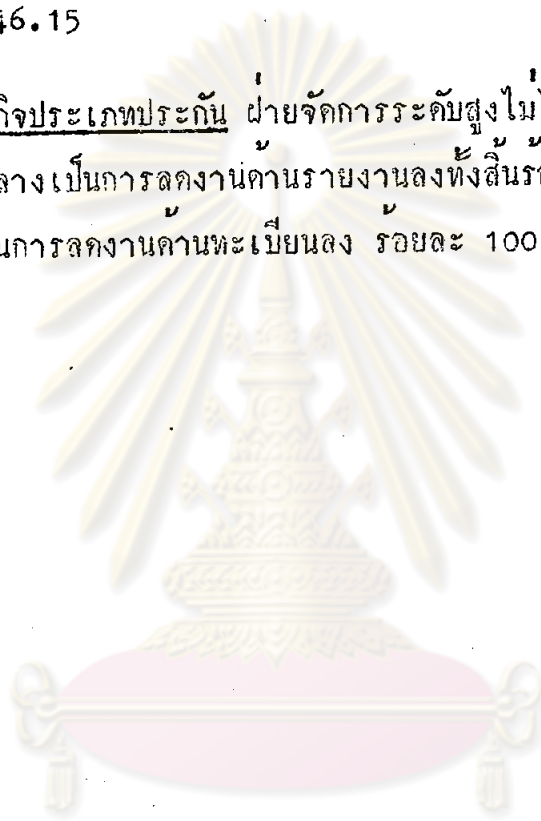 46.15
กิจประเภทประกัน ฝ่ายจัดการระดับสูงไม่
ลางเป็นการลดงานด้านรายงานลงทั้งสิ้น
นการลดงานด้านทะเบียนลง ร้อยละ 100